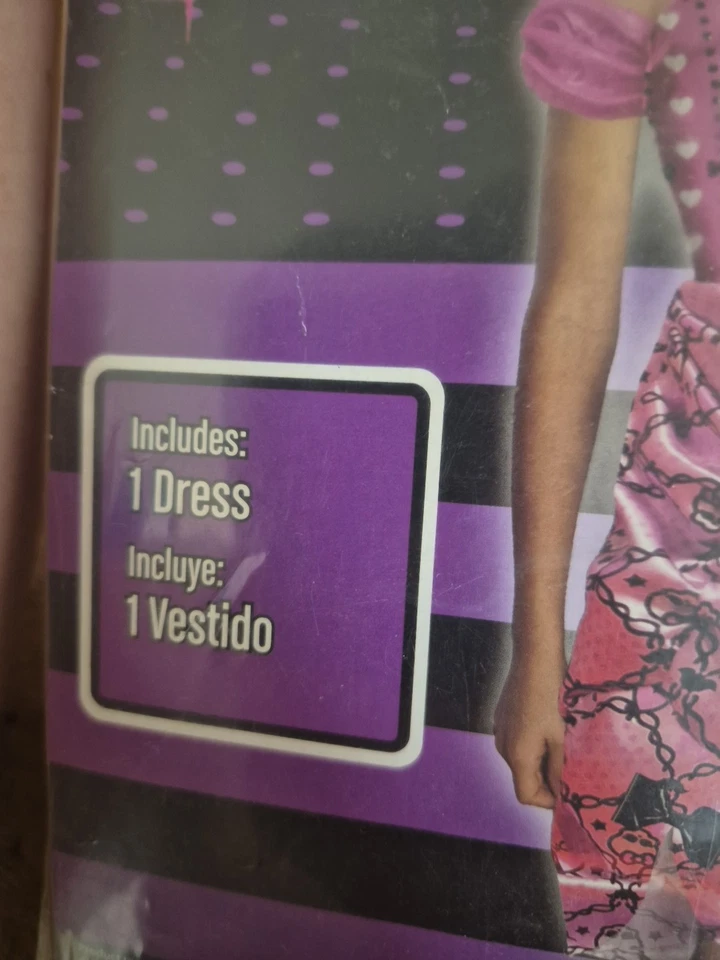 Includes:
1 Dress
Incluye:
1 Vestido